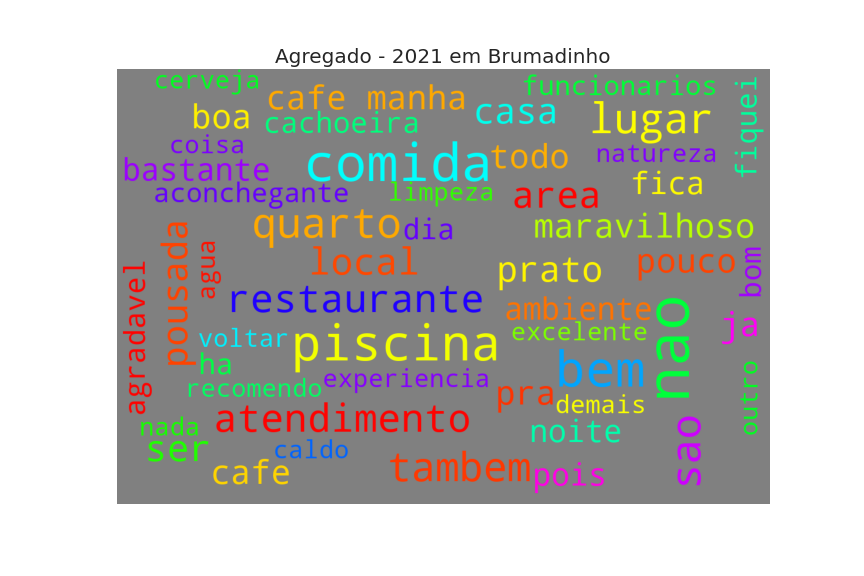 Agregado - 2021 em Brumadinho
cerveja
funcionarios
fiquei
cafe manha
boa
cachoeira
casa
lugar
coisa
comida
todo
natureza
bastante
aconchegante
limpeza
area
fica
quarto
dia
maravilhoso
pousada
agua
local
prato
pouco
bom
agradavel
restaurante
ambiente
nao
ja
voltar
piscina
excelente
ha
bem
recomendo
experiencia
pra
demais
outro
atendimento
nada
noite
sao
ser
caldo
cafe
tambem
pois